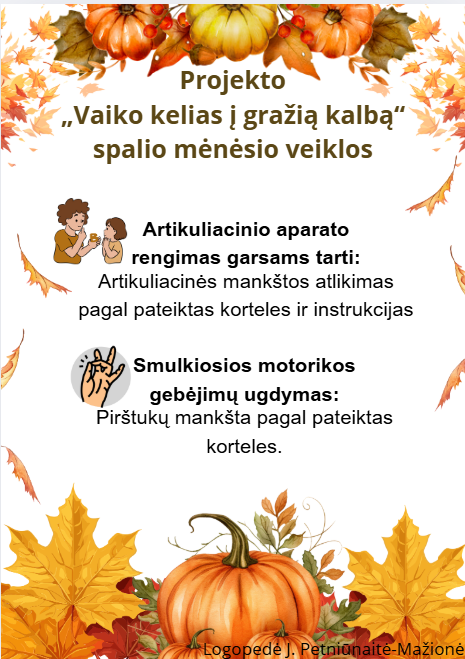 Projekto
„Vaiko kelias į gražią kalbą“
spalio mėnėsio veiklos
Artikuliacinio aparato
rengimas garsams tarti:
Artikuliacinės mankštos atlikimas
pagal pateiktas korteles ir instrukcijas
Smulkiosios motorikos
gebėjimų ugdymas:
Pirštukų mankšta pagal pateiktas
korteles.
Logopedė J. Petniūnaitė-Mažionė